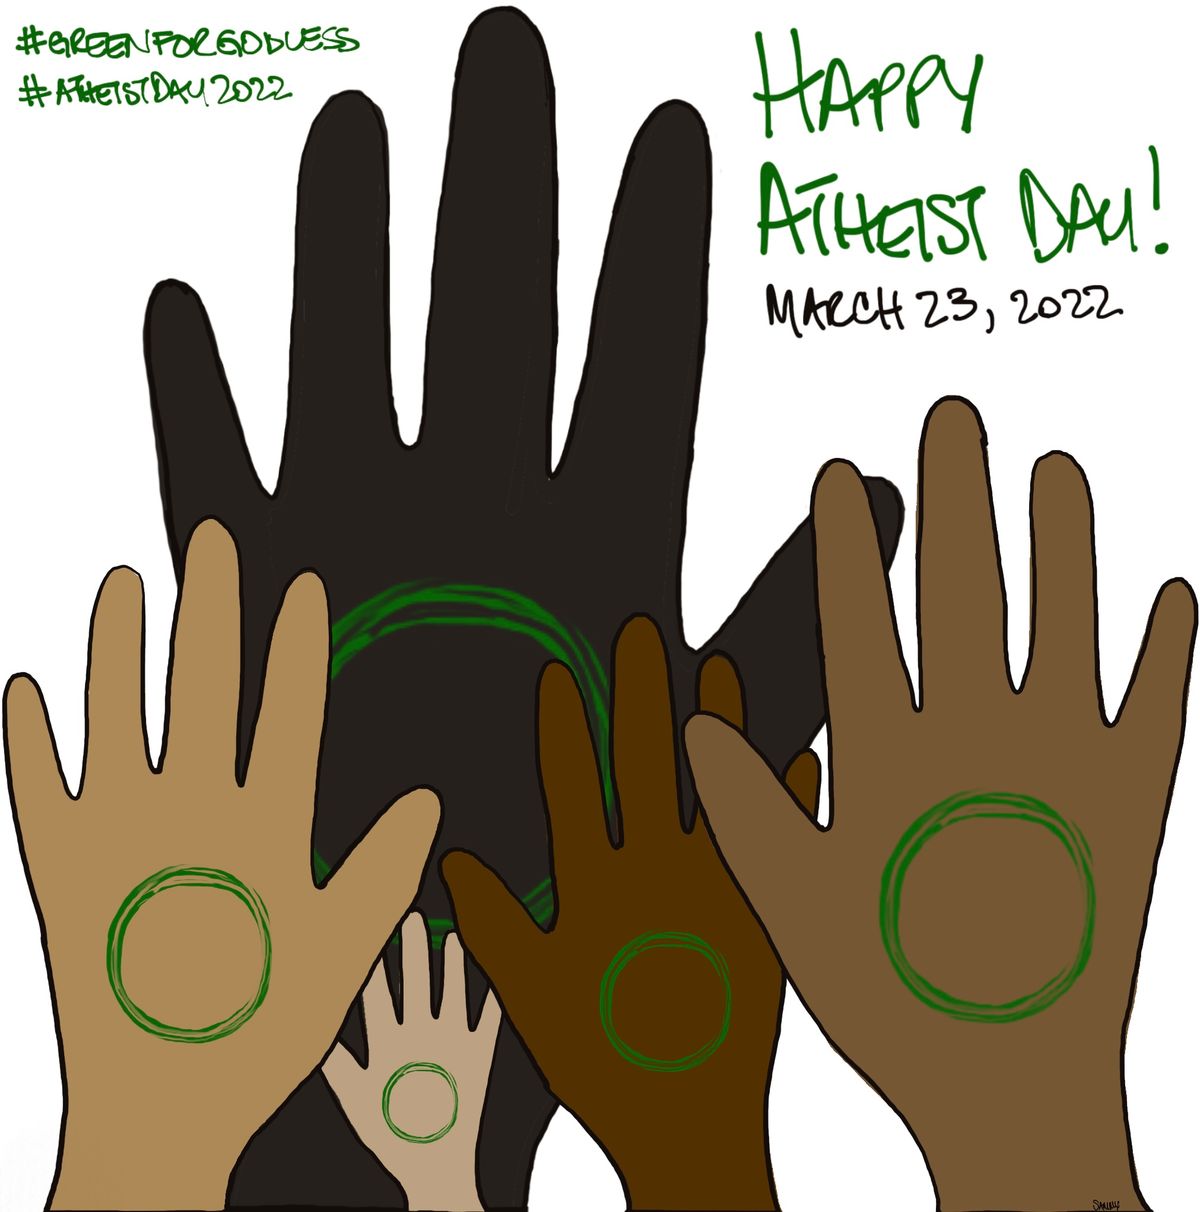 #GREENFORGODLESS
#ATHEISTDAY2022
HAPPY
ATHEIST DAY!
MARCH 23, 2022